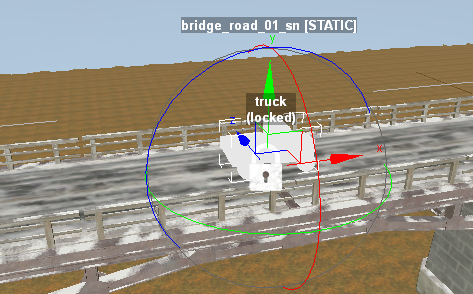 bridge_road_01_sn [STATIC]
y
truck
(locked)
x